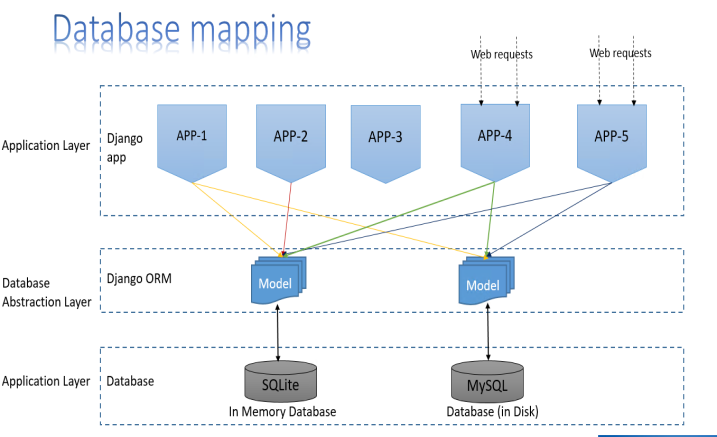 Database mapping
Web requests
Web requests
Application Layer
Django
app
APP-1
APP-2
APP-3
APP-4
APP-5
Database
Abstraction Layer
Django ORM
Model
Model
Application Layer
Database
SQLite
MySQL
In Memory Database
Database (in Disk)